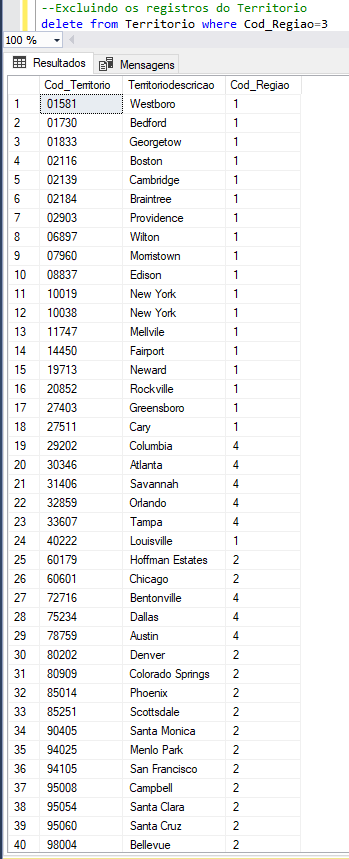 --Excluindo os registros do Territorio
delete from Territorio where Cod_Regiao=3
100 %
Resultados Mensagens
Cod_Territorio Territoriodescricao Cod_Regiao
1 01581 Westboro 1
2 01730 Bedford 1
3 01833 Georgetow 1
4 02116 Boston 1
5 02139 Cambridge 1
6 02184 Braintree 1
7 02903 Providence 1
8 06897 Wilton 1
9 07960 Morristown 1
10 08837 Edison 1
11 10019 New York 1
12 10038 New York 1
13 11747 Mellvile 1
14 14450 Fairport 1
15 19713 Neward 1
16 20852 Rockville 1
17 27403 Greensboro 1
18 27511 Cary 1
19 29202 Columbia 4
20 30346 Atlanta 4
21 31406 Savannah 4
22 32859 Orlando 4
23 33607 Tampa 4
24 40222 Louisville 1
25 60179 Hoffman Estates 2
26 60601 Chicago 2
27 72716 Bentonville 4
28 75234 Dallas 4
29 78759 Austin 4
30 80202 Denver 2
31 80909 Colorado Springs 2
32 85014 Phoenix 2
33 85251 Scottsdale 2
34 90405 Santa Monica 2
35 94025 Menlo Park 2
36 94105 San Francisco 2
37 95008 Campbell 2
38 95054 Santa Clara 2
39 95060 Santa Cruz 2
40 98004 Bellevue 2